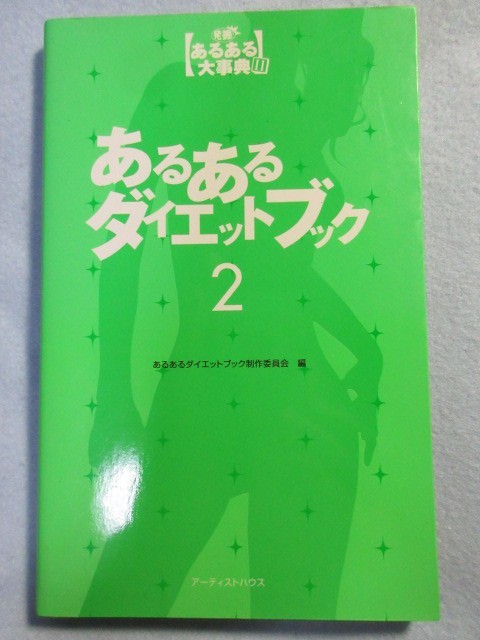 発掘
あるある
大事典II
あるある
ダイエットブック
2
あるあるダイエットブック制作委員会 編
アーティストハウス